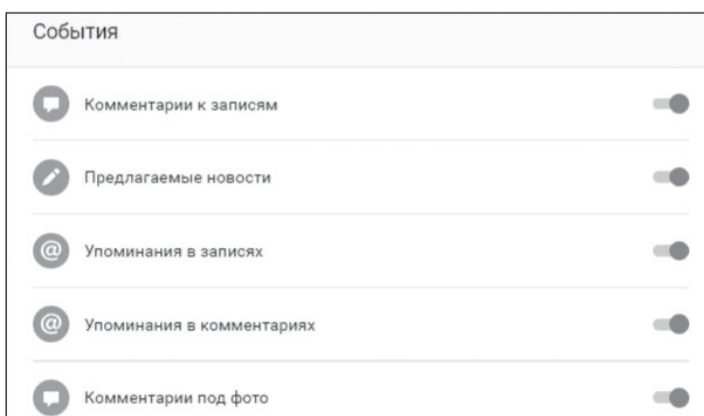 События
Комментарии к записям
Предлагаемые новости
Упоминания в записях
Упоминания в комментариях
Комментарии под фото